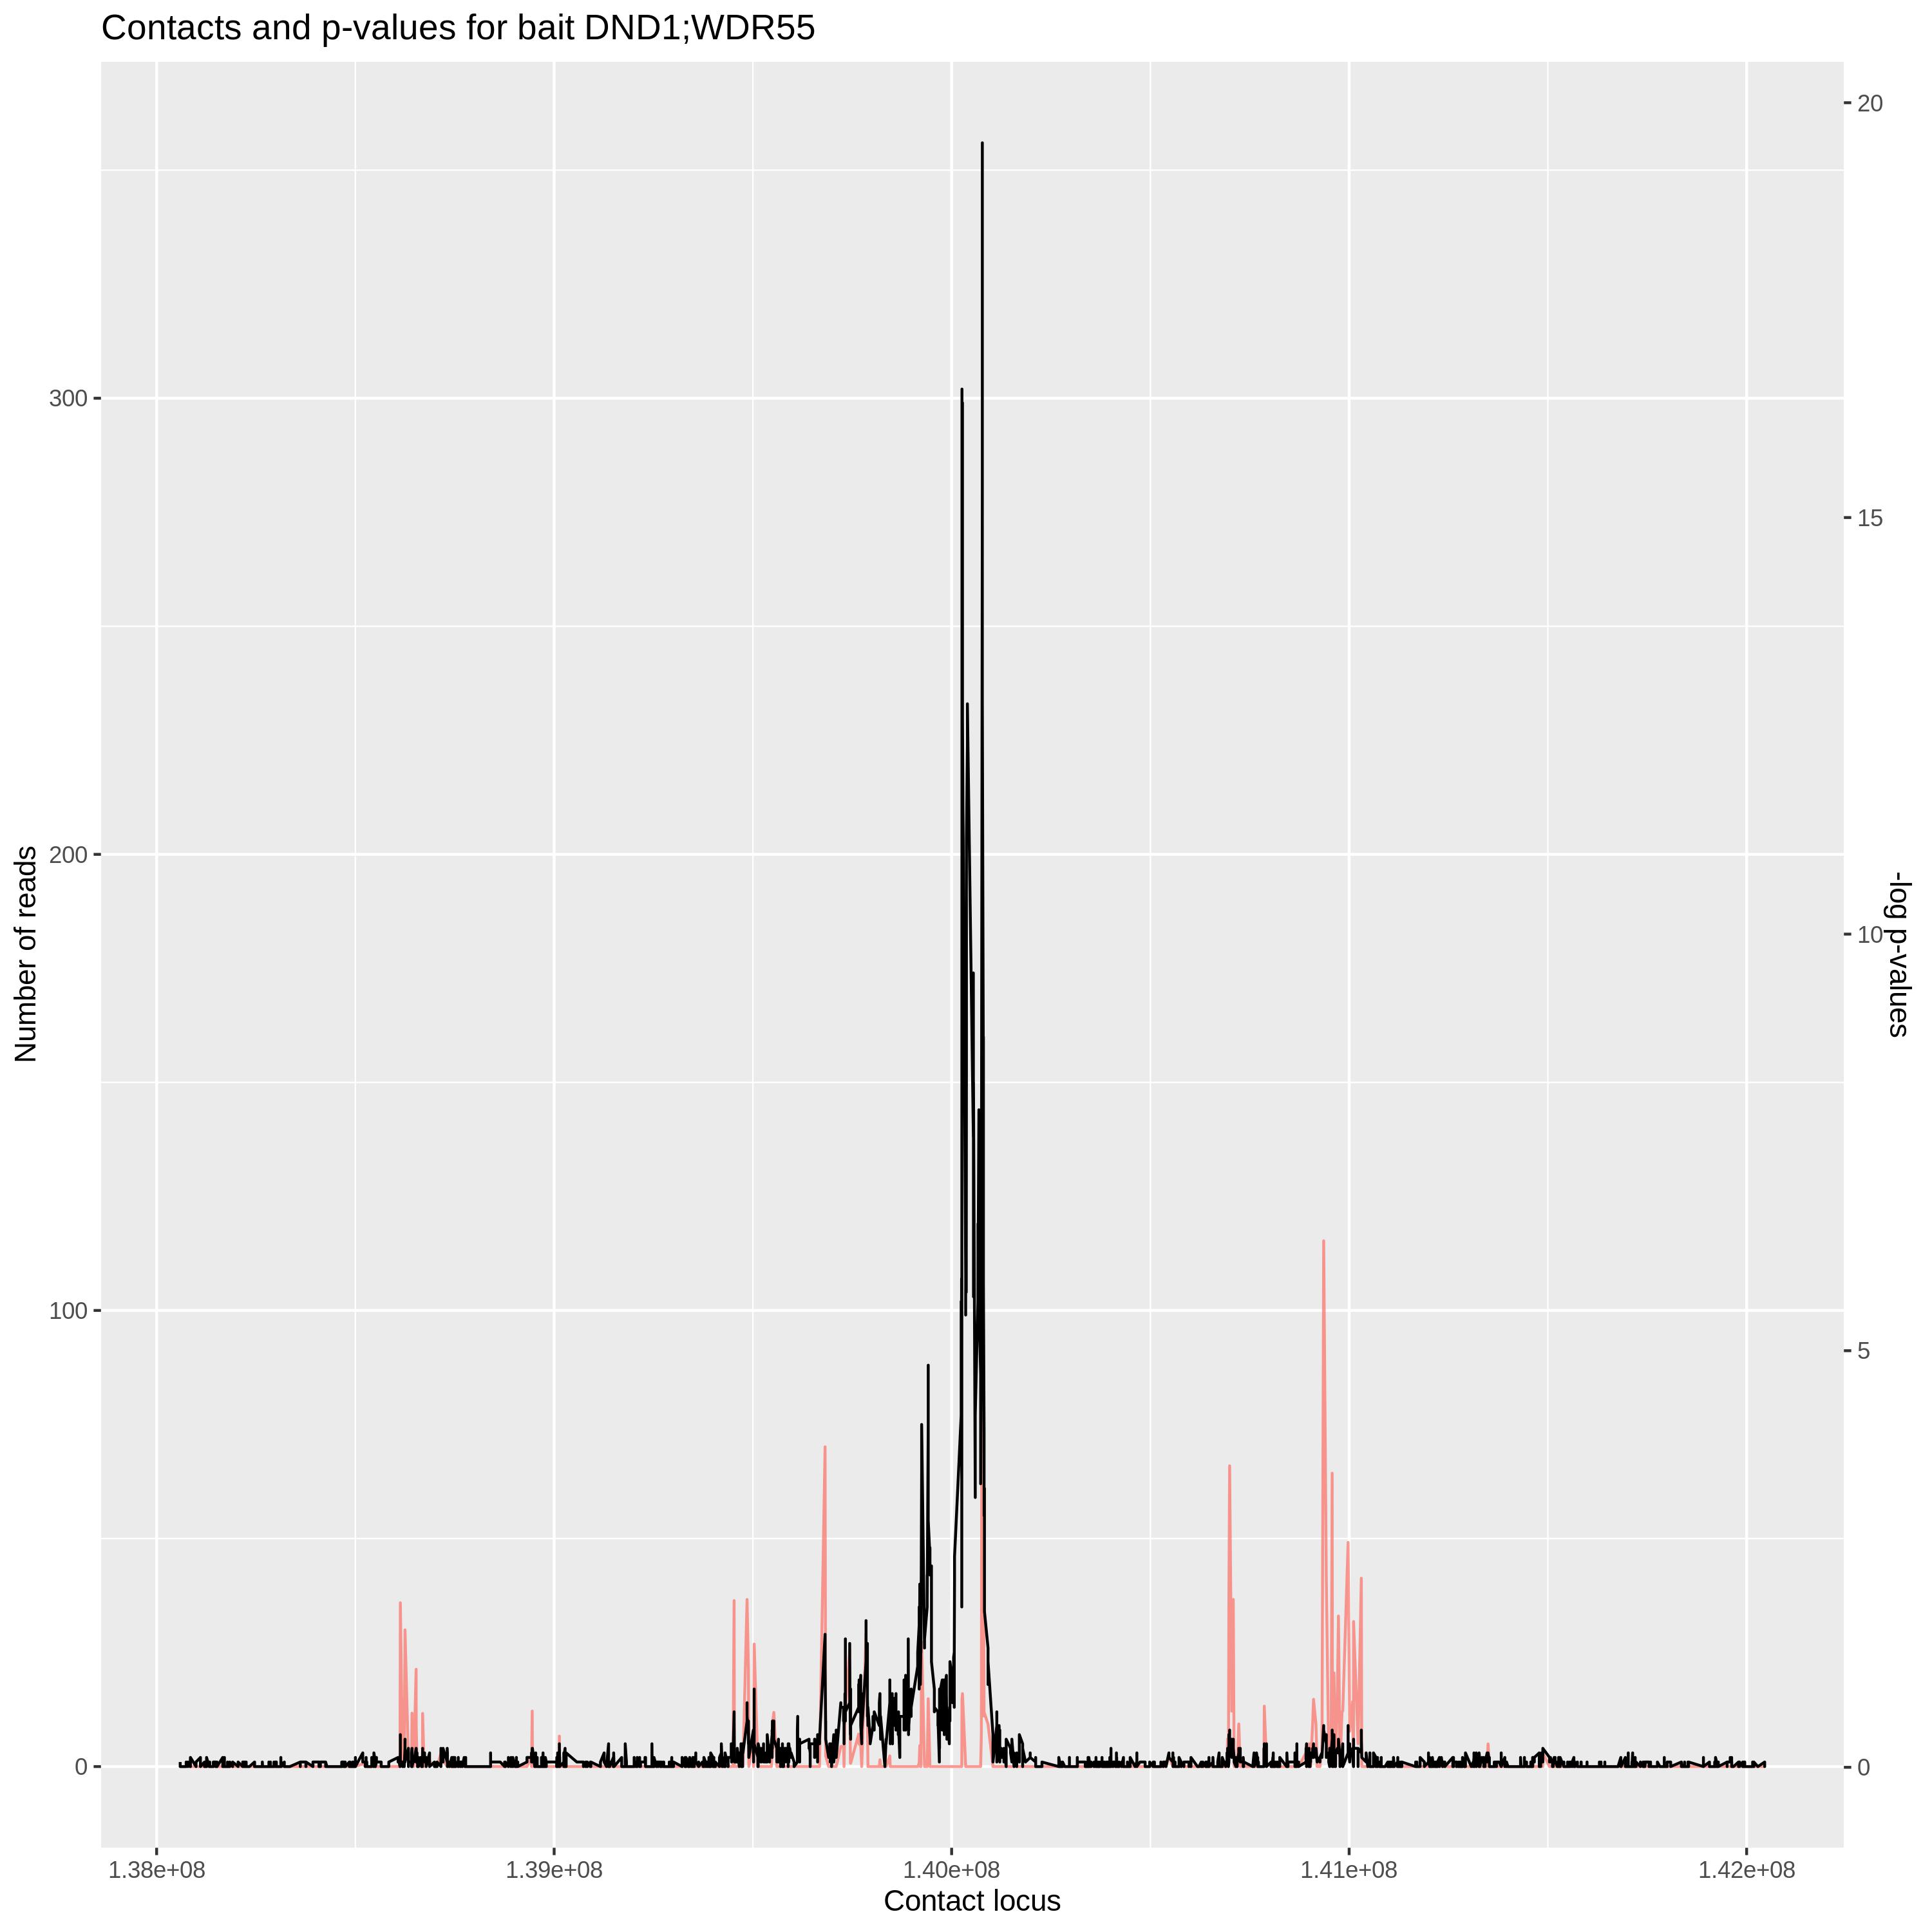 Contacts and p-values for bait DND1;WDR55
Number of reads
300
200
100
0
20
15
10
5
0
-log p-values
1.38e+08 1.39e+08 1.40e+08 1.41e+08 1.42e+08
Contact locus